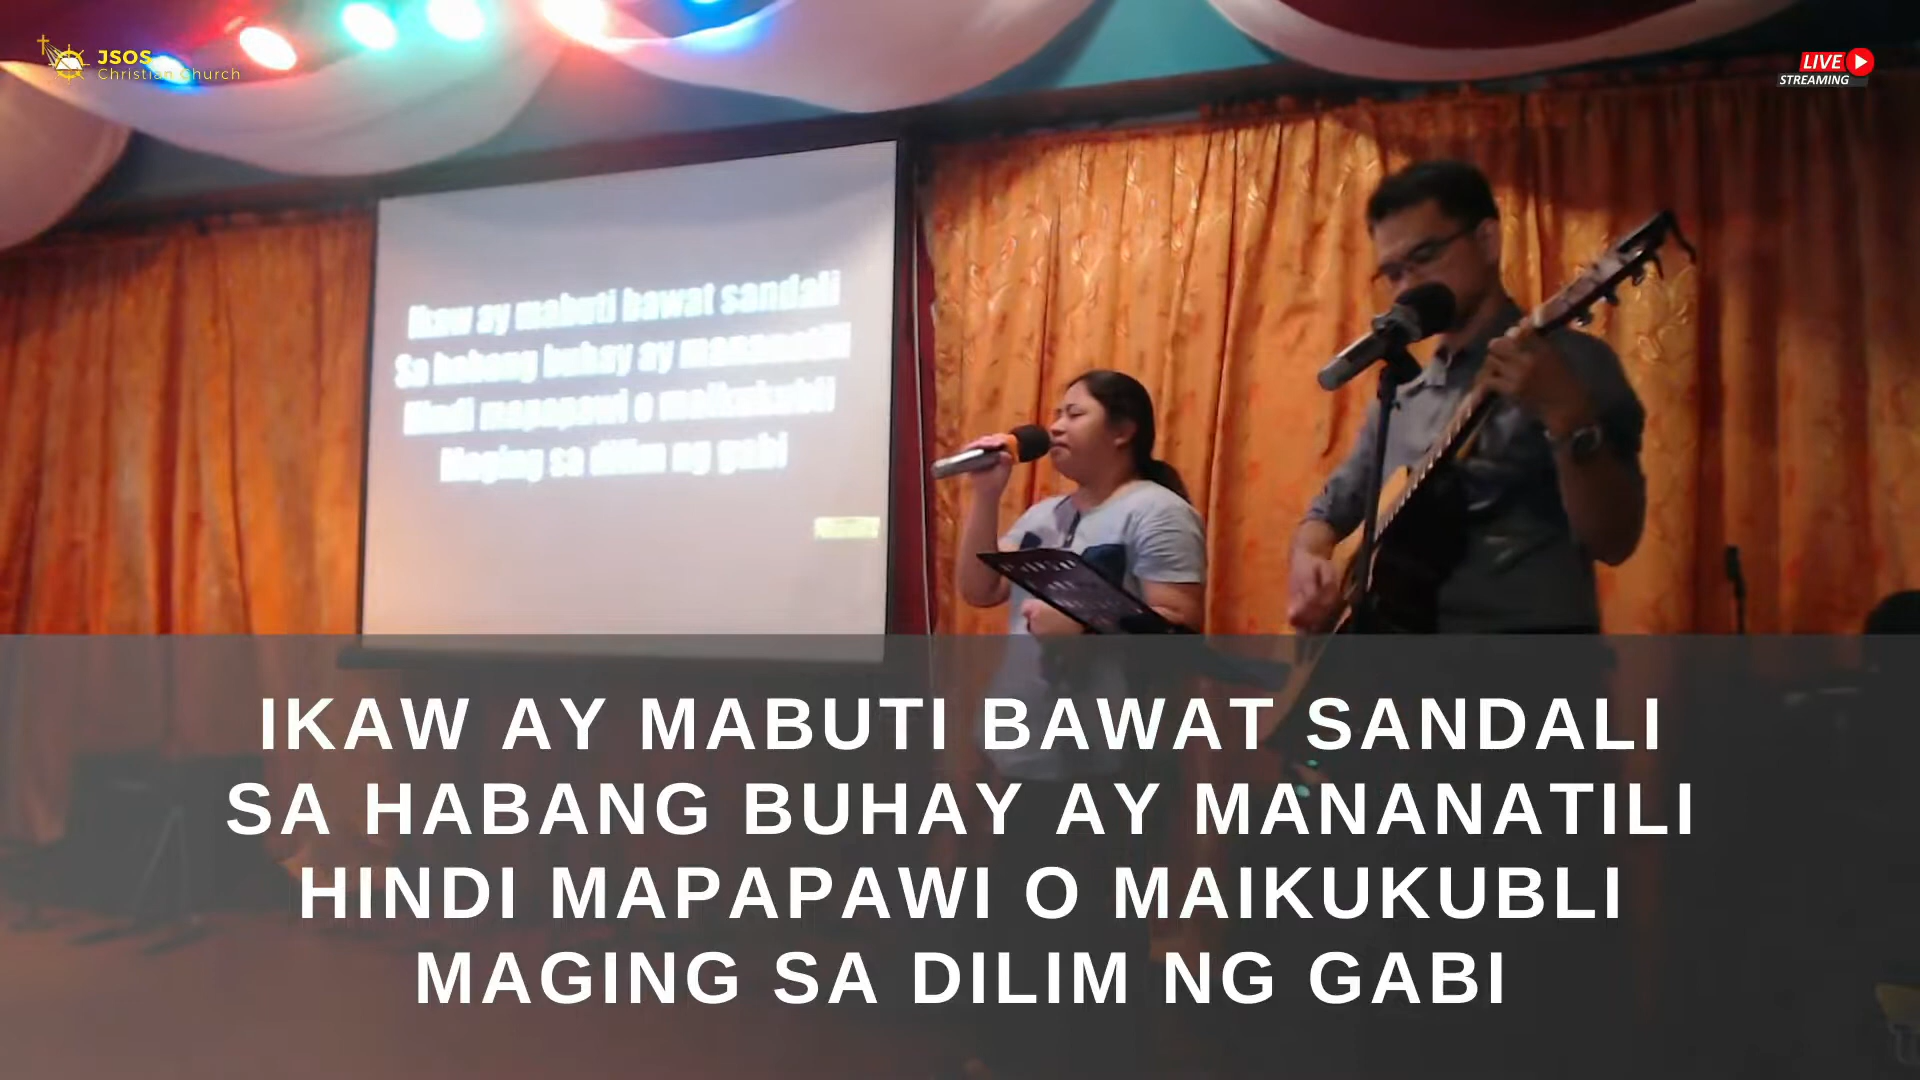 JSOS
Christian Church
LIVE
STREAMING
Ikaw ay mabuti bawat sandali
Sa habang buhay ay mananatili
Hindi mapapawi o maikukubli
Maging sa dilim ng gabi
IKAW AY MABUTI BAWAT SANDALI
SA HABANG BUHAY AY MANANATILI
HINDI MAPAPAWI O MAIKUKUBLI
MAGING SA DILIM NG GABI